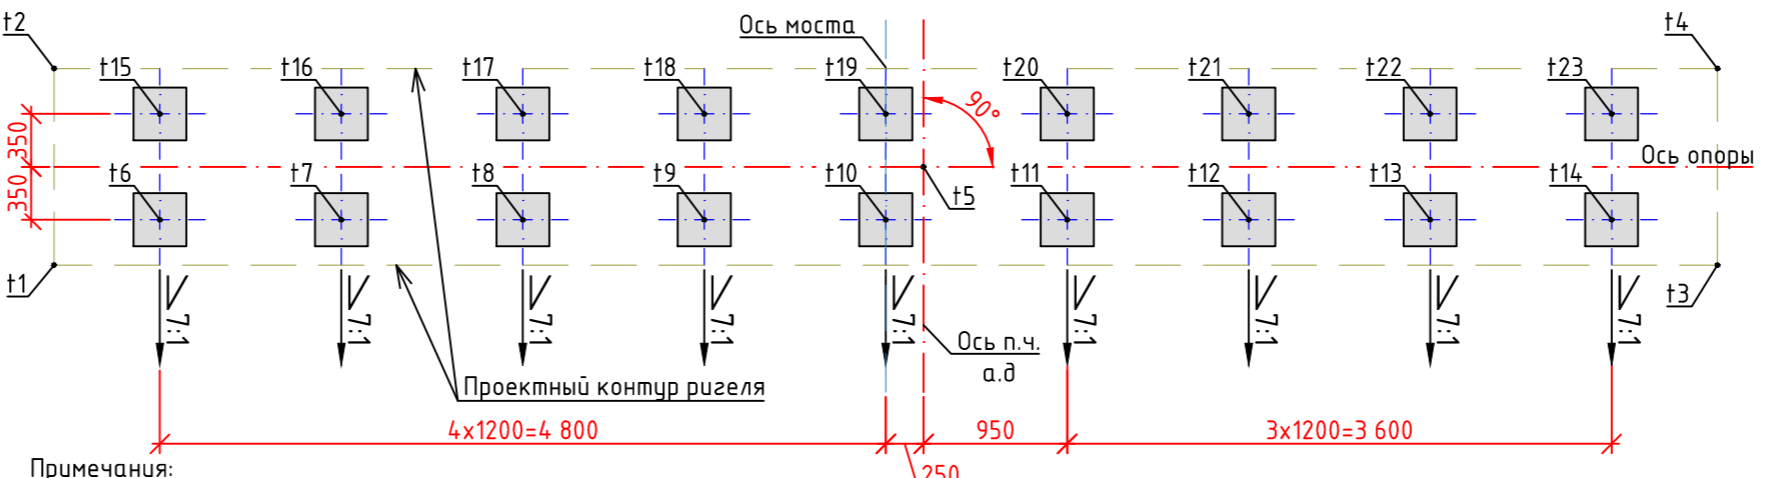 t2
Ось моста
t4
t15
t16
t17
t18
t19
t20
t21
t22
t23
90°
350
350
Ось опоры
t6
t7
t8
t9
t10
t5
t11
t12
t13
t14
t1
t3
7:1
7:1
7:1
7:1
7:1
7:1
7:1
7:1
7:1
Ось п.ч.
а.д
Проектный контур ригеля
4х1200=4 800
950
3х1200=3 600
250
Примечания: